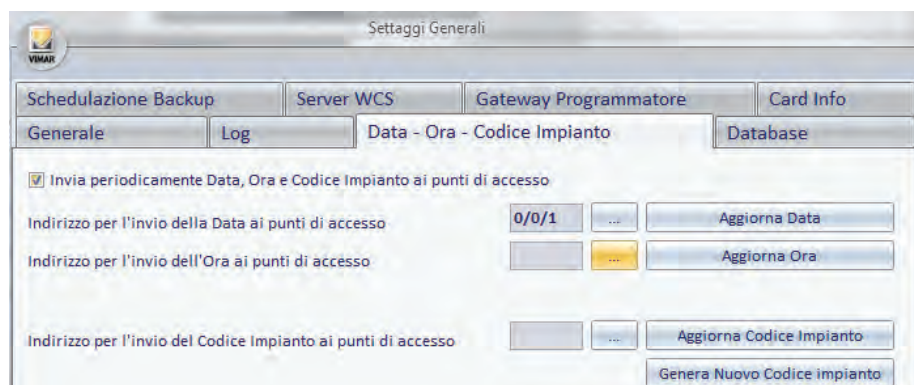 Settaggi Generali
VIMAR
Schedulazione Backup Server WCS Gateway Programmatore Card Info
Generale Log Data - Ora - Codice Impianto Database
Invia periodicamente Data, Ora e Codice Impianto ai punti di accesso
Indirizzo per l'invio della Data ai punti di accesso 0/0/1 ... Aggiorna Data
Indirizzo per l'invio dell'Ora ai punti di accesso ... Aggiorna Ora
Indirizzo per l'invio del Codice Impianto ai punti di accesso ... Aggiorna Codice Impianto
Genera Nuovo Codice impianto